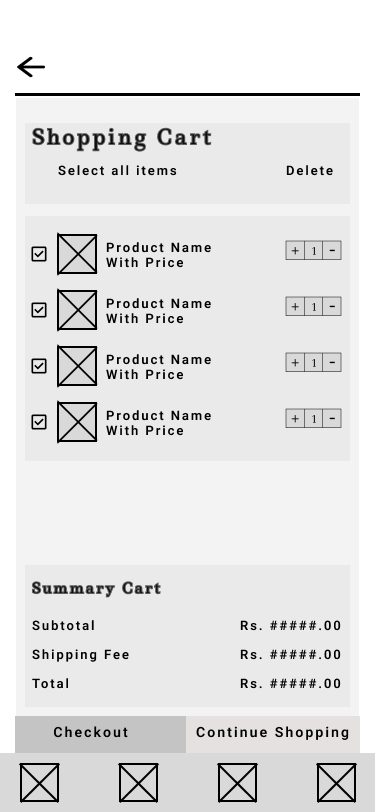 Shopping Cart
Select all items Delete
Product Name + 1 -
With Price
Product Name + 1 -
With Price
Product Name + 1 -
With Price
Product Name + 1 -
With Price
Summary Cart
Subtotal Rs. #####.00
Shipping Fee Rs. #####.00
Total Rs. #####.00
Checkout Continue Shopping